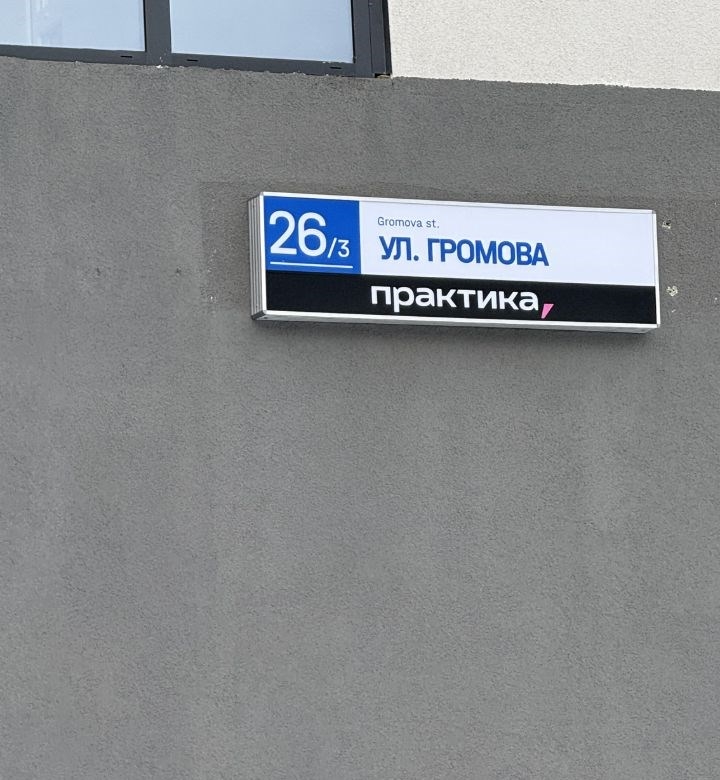 26/3
Gromova st.
УЛ. ГРОМОВА
практика,